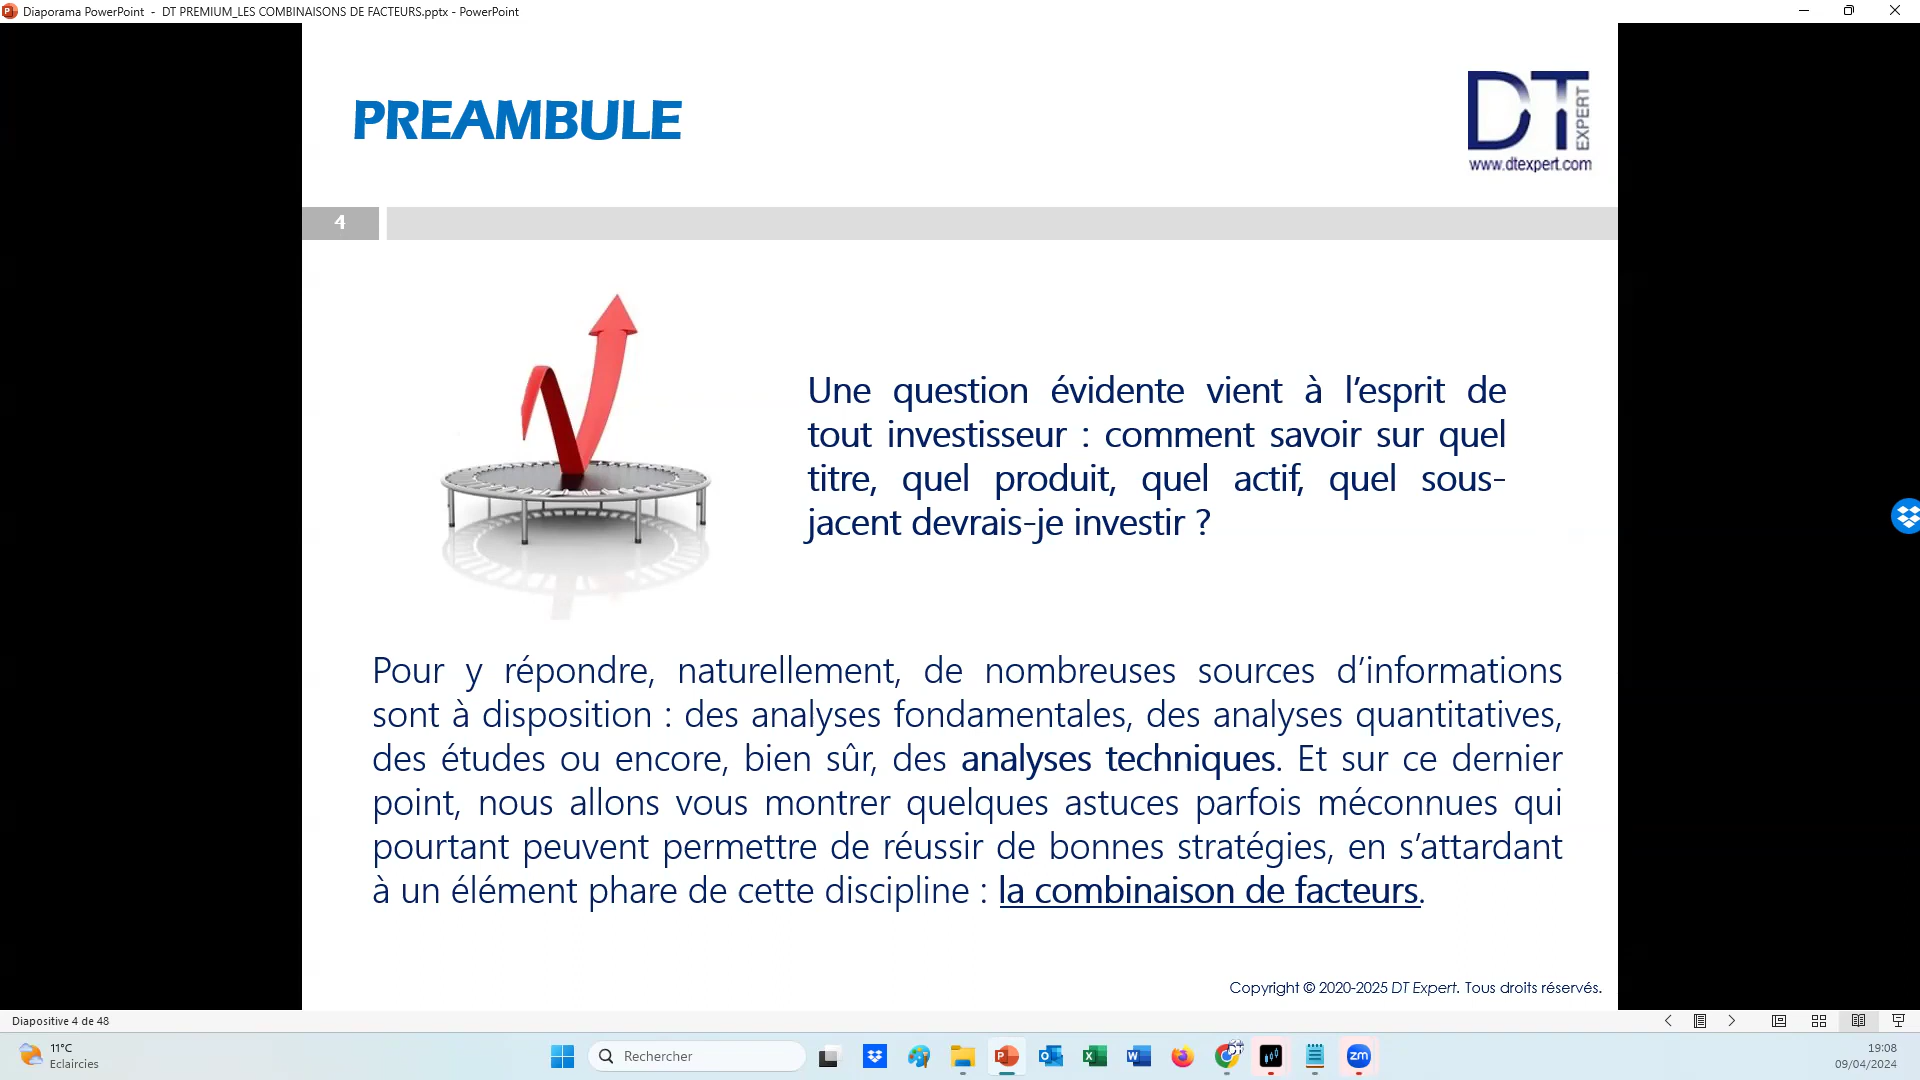 Diaporama PowerPoint - DT PREMIUM_LES COMBINAISONS DE FACTEURS.pptx - PowerPoint
PREAMBULE
DT
EXPERT
www.dtexpert.com
4
Une question évidente vient à l’esprit de
tout investisseur : comment savoir sur quel
titre, quel produit, quel actif, quel sous-
jacent devrais-je investir ?
Pour y répondre, naturellement, de nombreuses sources d’informations
sont à disposition : des analyses fondamentales, des analyses quantitatives,
des études ou encore, bien sûr, des analyses techniques. Et sur ce dernier
point, nous allons vous montrer quelques astuces parfois méconnues qui
pourtant peuvent permettre de réussir de bonnes stratégies, en s’attardant
à un élément phare de cette discipline : la combinaison de facteurs.
Copyright © 2020-2025 DT Expert. Tous droits réservés.
Diapositive 4 de 48
11°C
Eclaircies
Rechercher
zm
19:08
09/04/2024